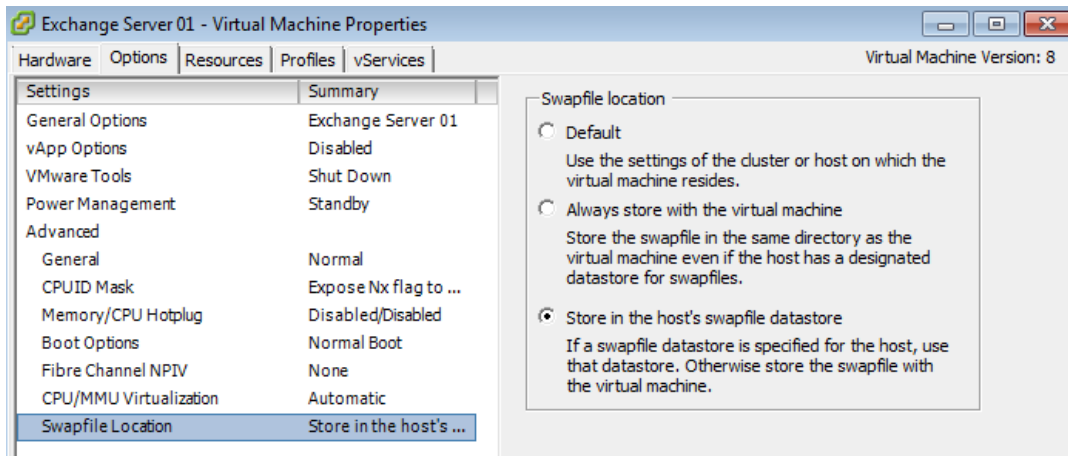 Exchange Server 01 - Virtual Machine Properties
Hardware Options Resources Profiles vServices Virtual Machine Version: 8
Settings Summary
General Options Exchange Server 01
vApp Options Disabled
VMware Tools Shut Down
Power Management Standby
Advanced
General Normal
CPUID Mask Expose Nx flag to ...
Memory/CPU Hotplug Disabled/Disabled
Boot Options Normal Boot
Fibre Channel NPIV None
CPU/MMU Virtualization Automatic
Swapfile Location Store in the host's ...
Swapfile location
Default
Use the settings of the cluster or host on which the
virtual machine resides.
Always store with the virtual machine
Store the swapfile in the same directory as the
virtual machine even if the host has a designated
datastore for swapfiles.
Store in the host's swapfile datastore
If a swapfile datastore is specified for the host, use
that datastore. Otherwise store the swapfile with
the virtual machine.